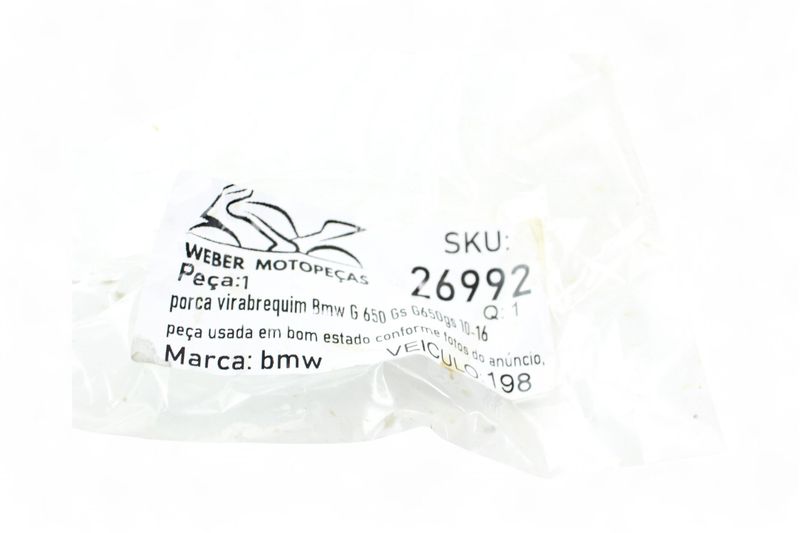 WEBER MOTOPEÇAS
SKU:
26992
Peça:1
Q: 1
porca virabrequim Bmw G 650 Gs G650gs 10-16
peça usada em bom estado conforme fotos do anúncio.
Marca: bmw
VEICULO: 198